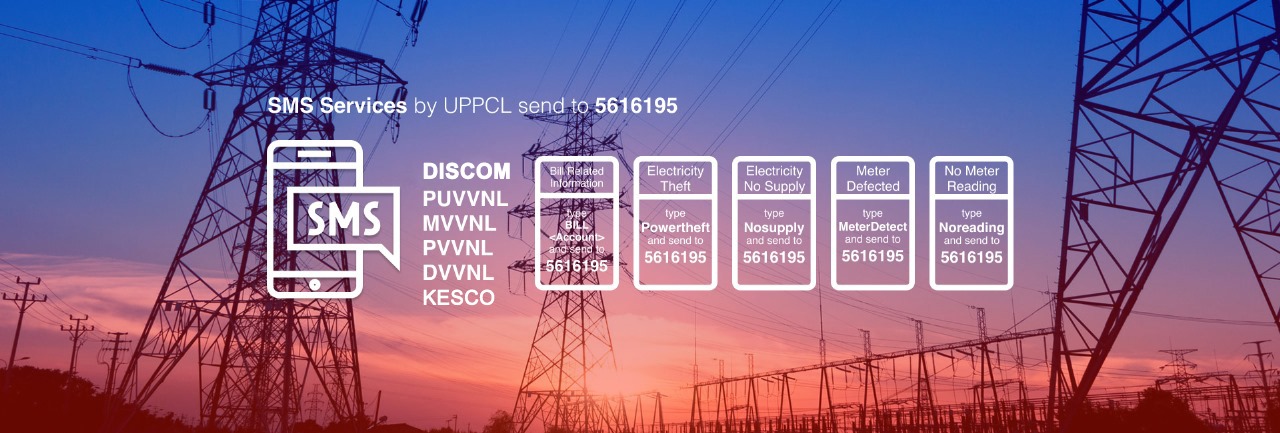 SMS Services by UPPCL send to 5616195
SMS
DISCOM
PUVVNL
MVVNL
PVVNL
DVVNL
KESCO
Bill Related
Information
type
BILL
<Account>
and send to
5616195
Electricity
Theft
type
Powertheft
and send to
5616195
Electricity
No Supply
type
Nosupply
and send to
5616195
Meter
Defected
type
MeterDetect
and send to
5616195
No Meter
Reading
type
Noreading
and send to
5616195